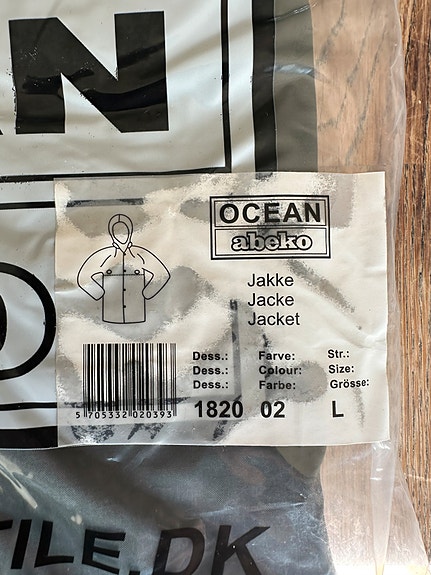 AN
OCEAN
abeko
Jakke
Jacke
Jacket
Dess.: Farve: Str.:
Dess.: Colour: Size:
Dess.: Farbe: Grösse:
1820 02 L
5 705332 020393
TILE.DK